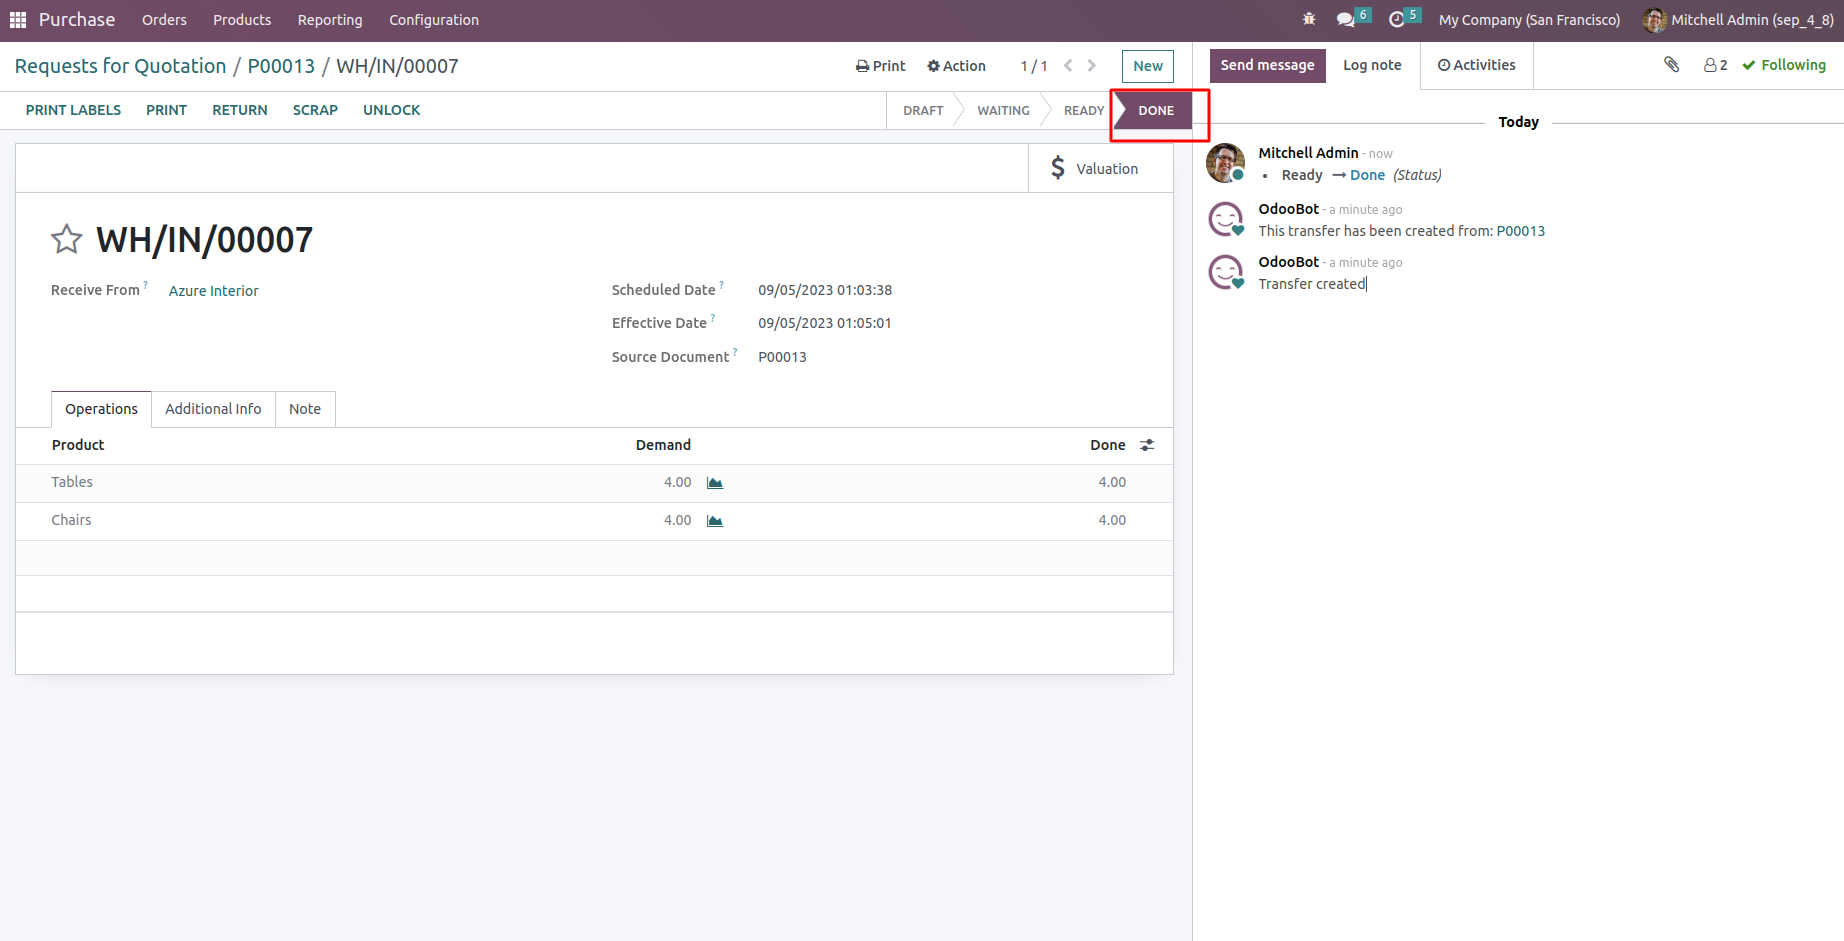 Purchase Orders Products Reporting Configuration 6 5 My Company (San Francisco) Mitchell Admin (sep_4_8)
Requests for Quotation / P00013 / WH/IN/00007 Print Action 1 / 1 New
Send message Log note Activities 2 Following
PRINT LABELS PRINT RETURN SCRAP UNLOCK DRAFT WAITING READY DONE
Today
Valuation
Mitchell Admin - now
• Ready → Done (Status)
OdooBot - a minute ago
This transfer has been created from: P00013
OdooBot - a minute ago
Transfer created
WH/IN/00007
Receive From ? Azure Interior
Scheduled Date ? 09/05/2023 01:03:38
Effective Date ? 09/05/2023 01:05:01
Source Document ? P00013
Operations Additional Info Note
Product Demand Done
Tables 4.00 4.00
Chairs 4.00 4.00